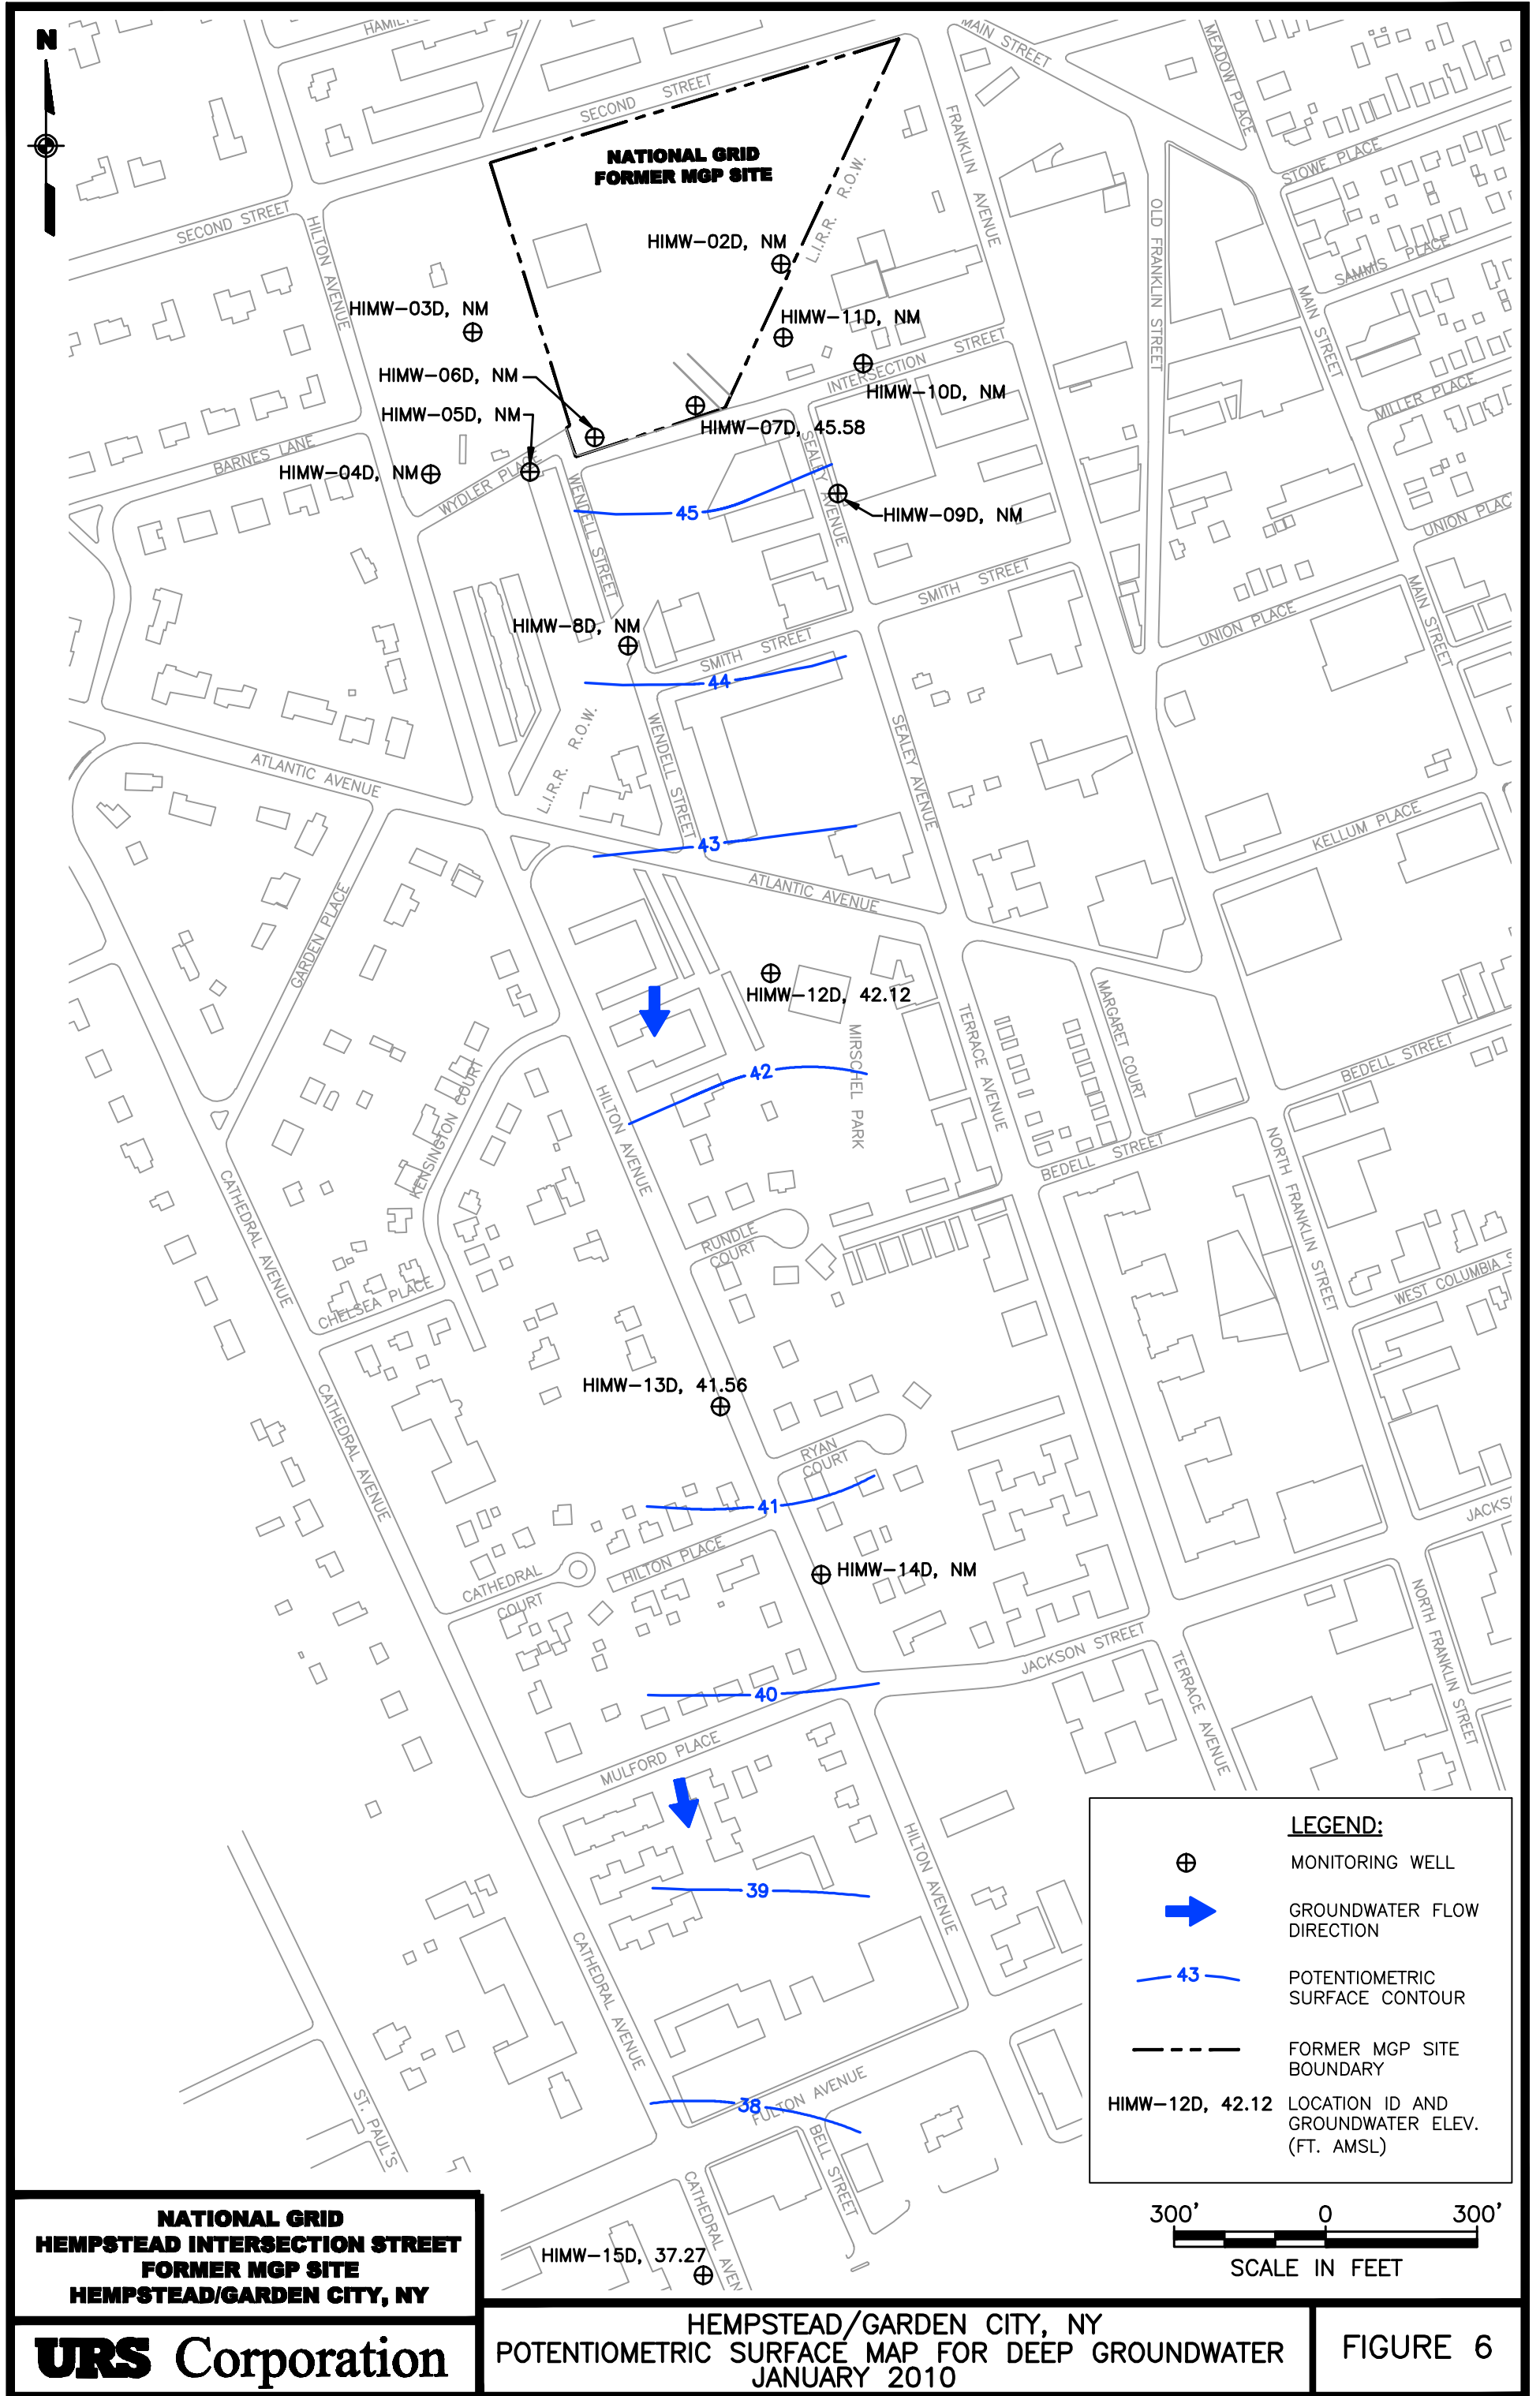 N
HAMIL
MAIN STREET
MEADOW PLACE
SECOND STREET
FRANKLIN AVENUE
NATIONAL GRID
FORMER MGP SITE
STOWE PLACE
L.I.R.R. R.O.W.
OLD FRANKLIN STREET
SECOND STREET
HILTON AVENUE
HIMW-02D, NM
SAMMIS PLACE
MAIN STREET
HIMW-03D, NM
HIMW-11D, NM
INTERSECTION STREET
HIMW-06D, NM
HIMW-10D, NM
MILLER PLACE
HIMW-05D, NM
HIMW-07D, 45.58
BARNES LANE
SEALEY AVENUE
HIMW-04D, NM
WYDLER PLACE
WENDELL STREET
45
HIMW-09D, NM
UNION PLAC
SMITH STREET
MAIN STREET
UNION PLACE
HIMW-8D, NM
SMITH STREET
44
L.I.R.R. R.O.W.
WENDELL STREET
SEALEY AVENUE
ATLANTIC AVENUE
KELLUM PLACE
43
ATLANTIC AVENUE
GARDEN PLACE
HIMW-12D, 42.12
MARGARET COURT
TERRACE AVENUE
MIRSCHEL PARK
BEDELL STREET
KENSINGTON COURT
42
HILTON AVENUE
BEDELL STREET
NORTH FRANKLIN STREET
CATHEDRAL AVENUE
RUNDLE
COURT
WEST COLUMBIA S
CHELSEA PLACE
HIMW-13D, 41.56
CATHEDRAL AVENUE
RYAN
COURT
41
JACKS
HILTON PLACE
CATHEDRAL
COURT
HIMW-14D, NM
NORTH FRANKLIN STREET
JACKSON STREET
TERRACE AVENUE
40
MULFORD PLACE
HILTON AVENUE
39
CATHEDRAL AVENUE
38
FULTON AVENUE
ST. PAUL'S
BELL STREET
CATHEDRAL AVEN
HIMW-15D, 37.27
LEGEND:
MONITORING WELL
GROUNDWATER FLOW
DIRECTION
43
POTENTIOMETRIC
SURFACE CONTOUR
FORMER MGP SITE
BOUNDARY
HIMW-12D, 42.12
LOCATION ID AND
GROUNDWATER ELEV.
(FT. AMSL)
300' 0 300'
SCALE IN FEET
NATIONAL GRID
HEMPSTEAD INTERSECTION STREET
FORMER MGP SITE
HEMPSTEAD/GARDEN CITY, NY
URS Corporation
HEMPSTEAD/GARDEN CITY, NY
POTENTIOMETRIC SURFACE MAP FOR DEEP GROUNDWATER
JANUARY 2010
FIGURE 6